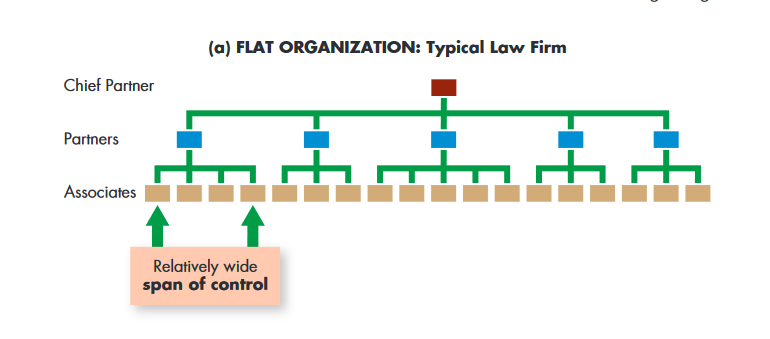 (a) FLAT ORGANIZATION: Typical Law Firm
Chief Partner
Partners
Associates
Relatively wide
span of control